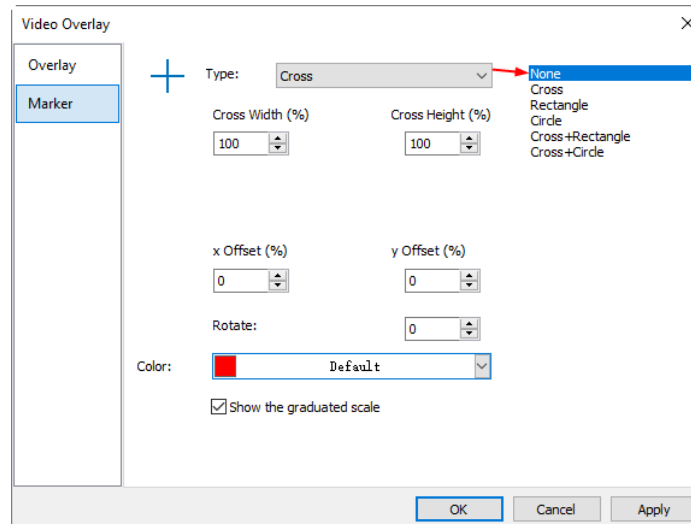 Video Overlay
Overlay
Marker
Type:
Cross
None
Cross
Rectangle
Circle
Cross+Rectangle
Cross+Circle
Cross Width (%)
Cross Height (%)
100
100
x Offset (%)
y Offset (%)
0
0
Rotate:
0
Color:
Default
Show the graduated scale
OK
Cancel
Apply